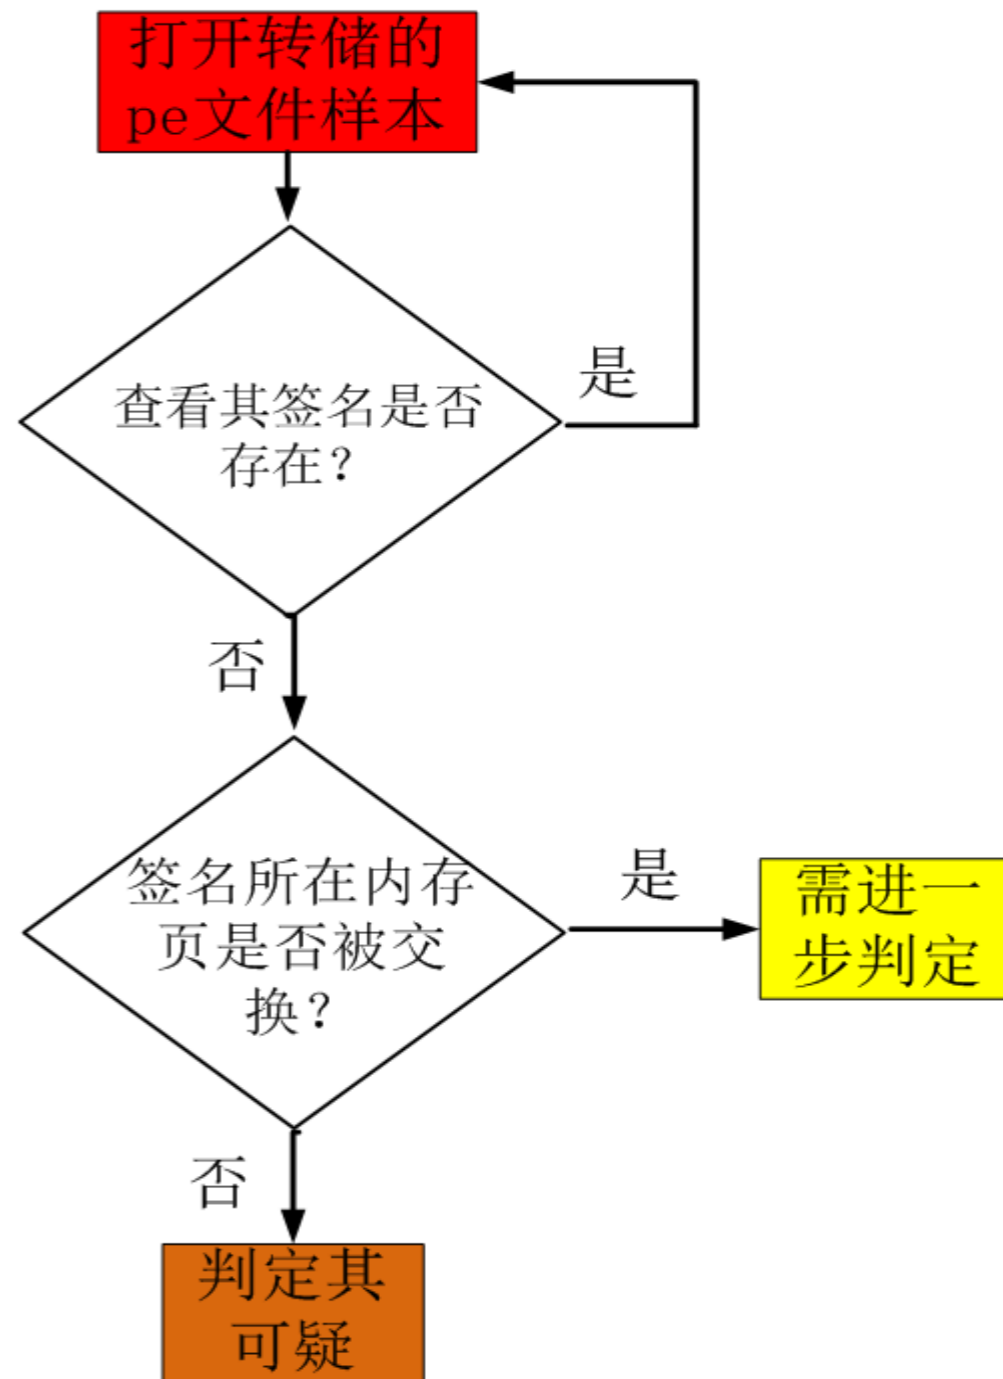 打开转储的
pe文件样本
是
查看其签名是否
存在?
否
签名所在内存
页是否被交
换?
是
需进一
步判定
否
判定其
可疑